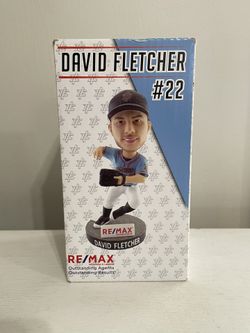 DAVID FLETCHER
#22
RE/MAX
DAVID FLETCHER
RE/MAX
Outstanding Agents
Outstanding Results!